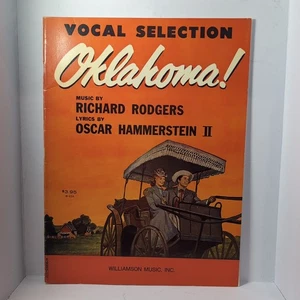 VOCAL SELECTION
Oklahoma!
MUSIC BY
RICHARD RODGERS
LYRICS BY
OSCAR HAMMERSTEIN II
WILLIAMSON MUSIC, INC.